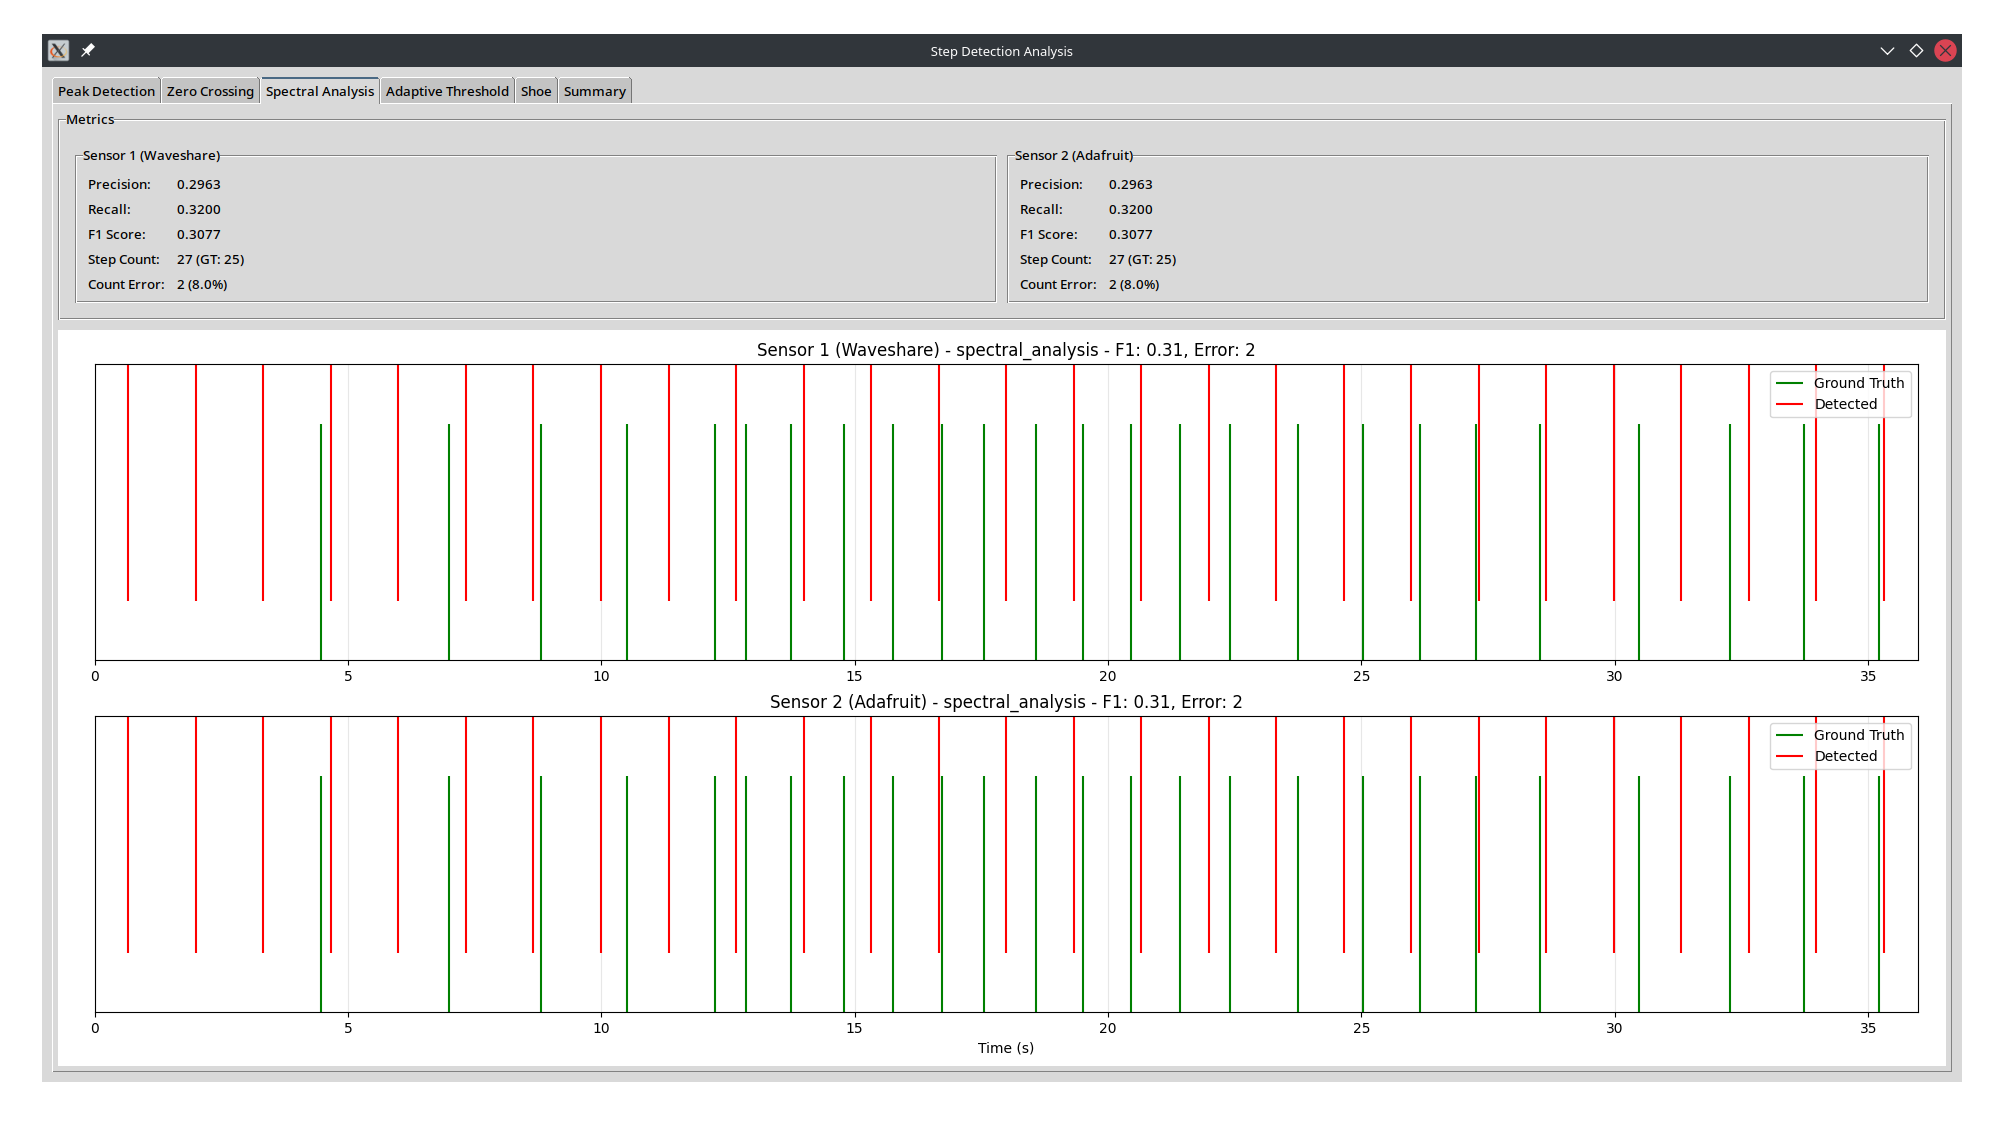 Step Detection Analysis
Peak Detection Zero Crossing Spectral Analysis Adaptive Threshold Shoe Summary
Metrics
Sensor 1 (Waveshare)
Precision: 0.2963
Recall: 0.3200
F1 Score: 0.3077
Step Count: 27 (GT: 25)
Count Error: 2 (8.0%)
Sensor 2 (Adafruit)
Precision: 0.2963
Recall: 0.3200
F1 Score: 0.3077
Step Count: 27 (GT: 25)
Count Error: 2 (8.0%)
Sensor 1 (Waveshare) - spectral_analysis - F1: 0.31, Error: 2
Ground Truth
Detected
0 5 10 15 20 25 30 35
Sensor 2 (Adafruit) - spectral_analysis - F1: 0.31, Error: 2
Ground Truth
Detected
0 5 10 15 20 25 30 35
Time (s)